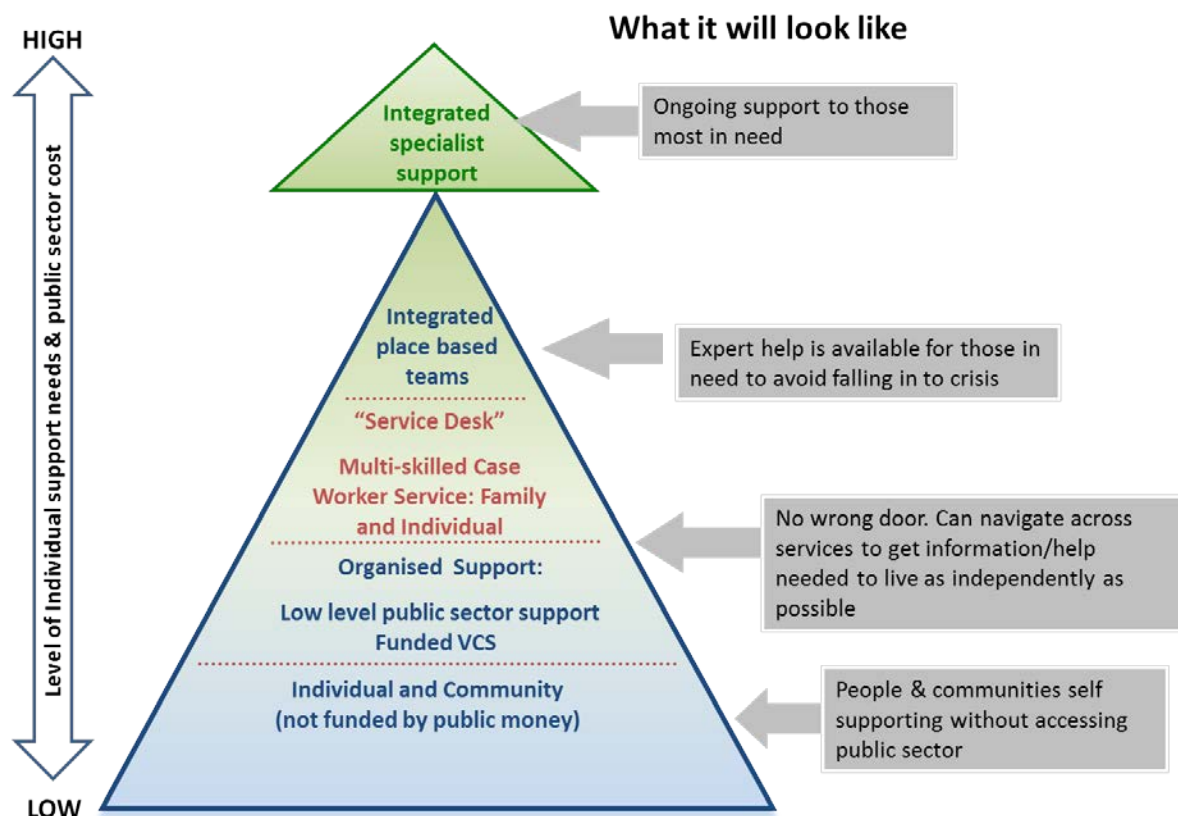 What it will look like
HIGH
Level of Individual support needs & public sector cost
LOW
Integrated
specialist
support
Ongoing support to those
most in need
Integrated
place based
teams
Expert help is available for those in
need to avoid falling in to crisis
“Service Desk”
Multi-skilled Case
Worker Service: Family
and Individual
No wrong door. Can navigate across
services to get information/help
needed to live as independently as
possible
Organised Support:
Low level public sector support
Funded VCS
Individual and Community
(not funded by public money)
People & communities self
supporting without accessing
public sector